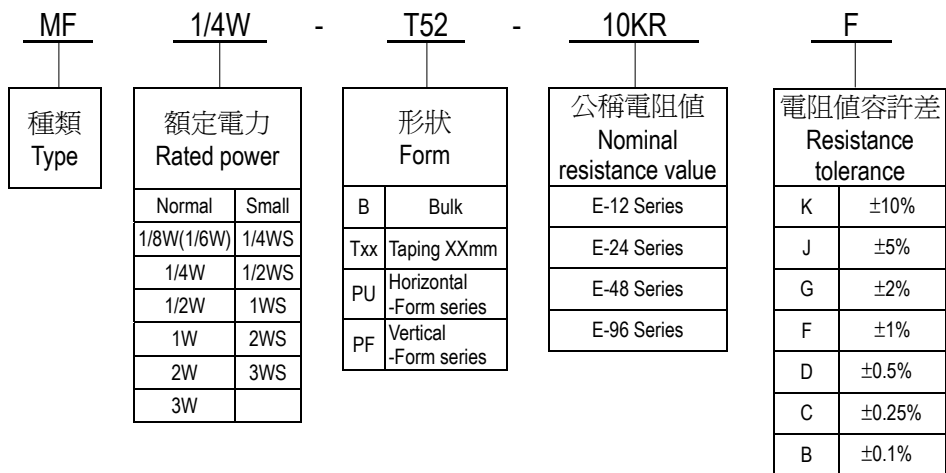 MF 1/4W - T52 - 10KR F
種類
Type
額定電力
Rated power
Normal Small
1/8W(1/6W) 1/4WS
1/4W 1/2WS
1/2W 1WS
1W 2WS
2W 3WS
3W
形狀
Form
B Bulk
Txx Taping XXmm
PU Horizontal
-Form series
PF Vertical
-Form series
公稱電阻值
Nominal
resistance value
E-12 Series
E-24 Series
E-48 Series
E-96 Series
電阻值容許差
Resistance
tolerance
K ±10%
J ±5%
G ±2%
F ±1%
D ±0.5%
C ±0.25%
B ±0.1%